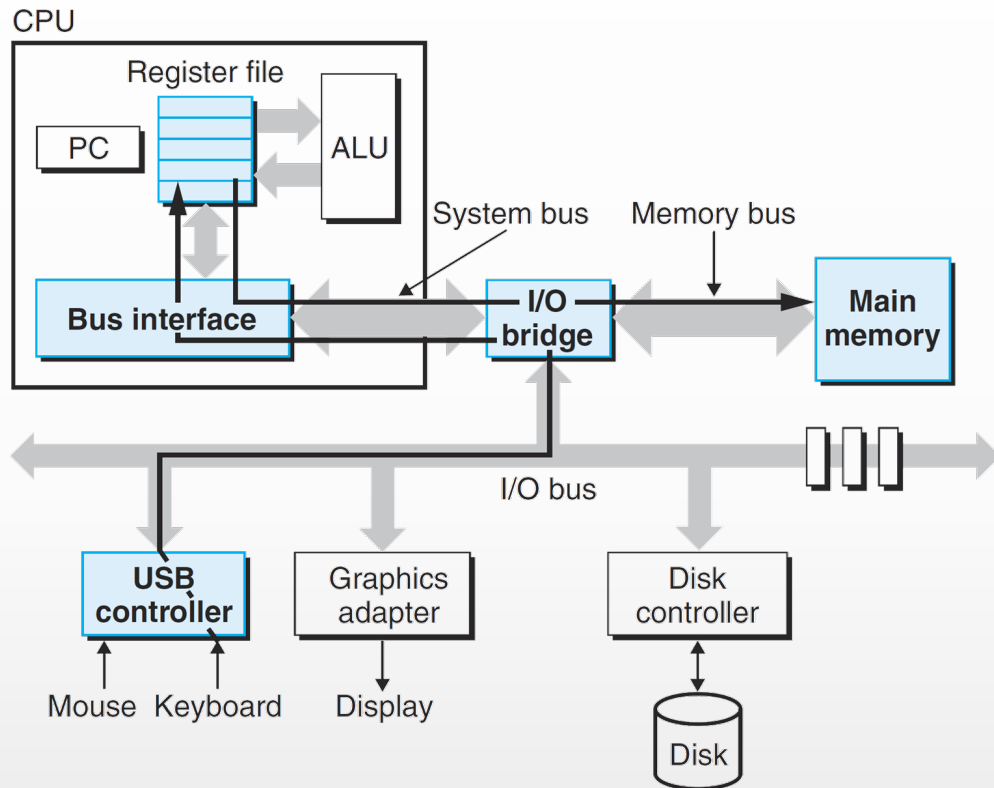 CPU
Register file
PC
ALU
System bus
Memory bus
Bus interface
I/O
bridge
Main
memory
I/O bus
USB
controller
Graphics
adapter
Disk
controller
Mouse
Keyboard
Display
Disk